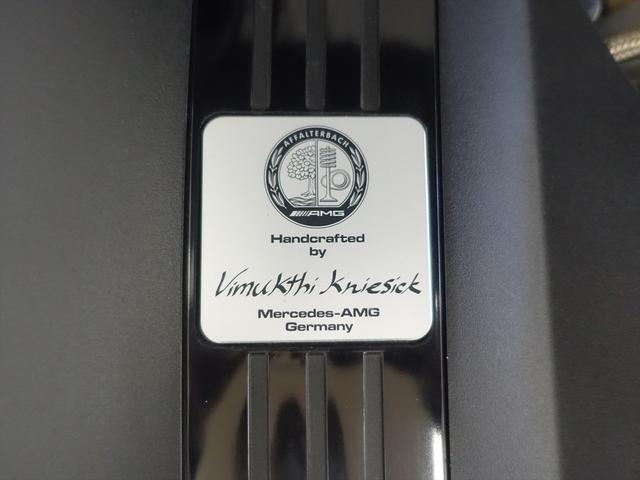 AFFALTERBACH
AMG
Handcrafted
by
Vimukthi Kniesick
Mercedes-AMG
Germany